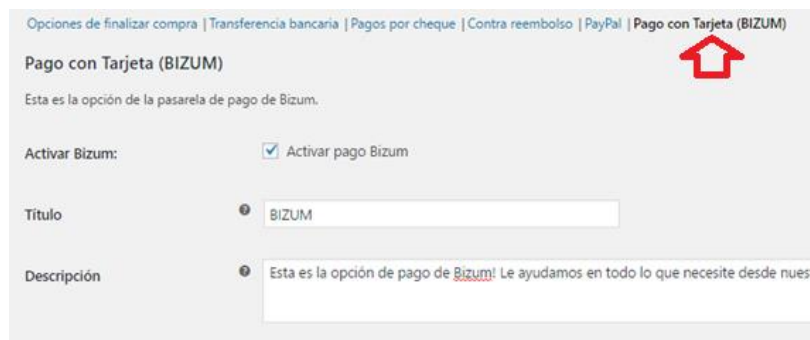 Opciones de finalizar compra | Transferencia bancaria | Pagos por cheque | Contra reembolso | PayPal | Pago con Tarjeta (BIZUM)
Pago con Tarjeta (BIZUM)
Esta es la opción de la pasarela de pago de Bizum.
Activar Bizum: Activar pago Bizum
Título BIZUM
Descripción Esta es la opción de pago de Bizum! Le ayudamos en todo lo que necesite desde nues